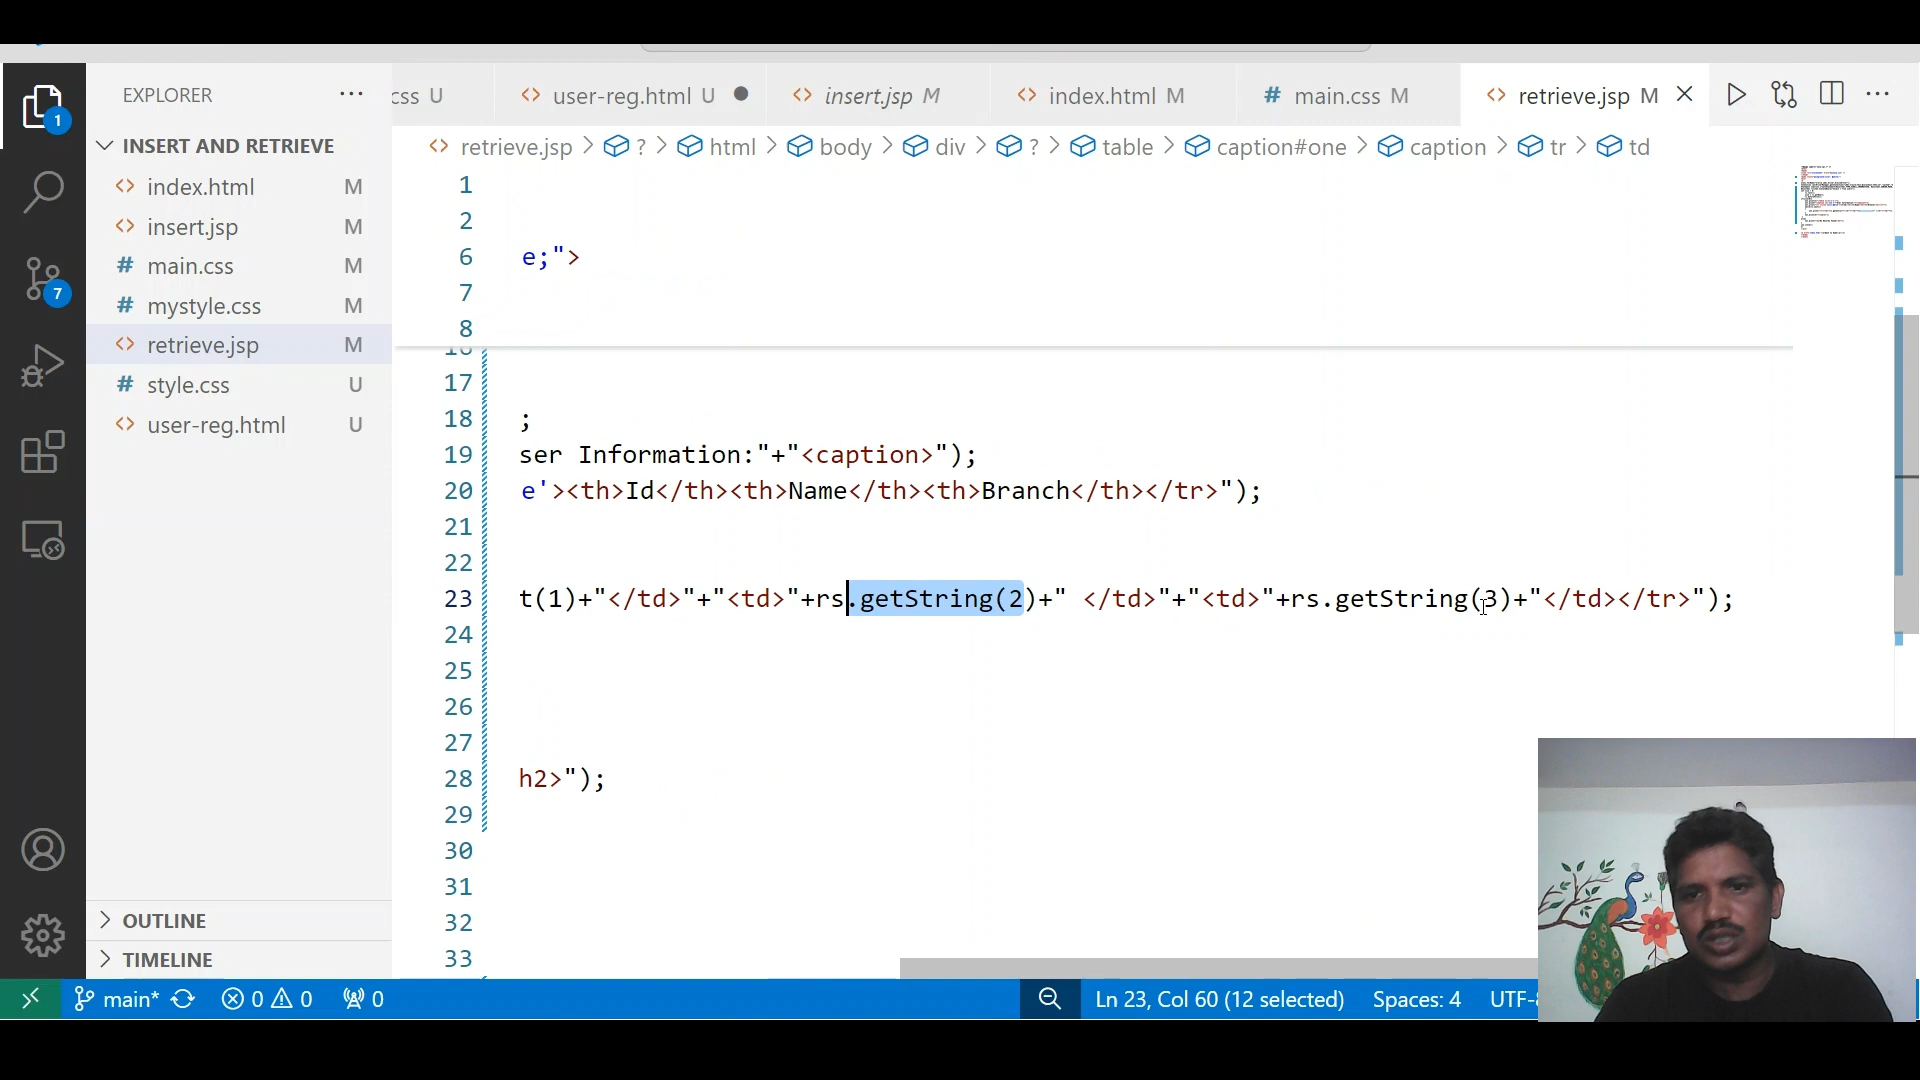 EXPLORER ···
css U
user-reg.html U
insert.jsp M
index.html M
main.css M
retrieve.jsp M
INSERT AND RETRIEVE
retrieve.jsp > ? > html > body > div > ? > table > caption#one > caption > tr > td
index.html M
insert.jsp M
main.css M
mystyle.css M
retrieve.jsp M
style.css U
user-reg.html U
OUTLINE
TIMELINE
1
7
1
2
6 e;">
7
8
16
17
18 ;
19 ser Information:"+"<caption>");
20 e'><th>Id</th><th>Name</th><th>Branch</th></tr>");
21
22
23 t(1)+"</td>"+"<td>"+rs.getString(2)+" </td>"+"<td>"+rs.getString(3)+"</td></tr>");
24
25
26
27
28 h2>");
29
30
31
32
33
main* 0 0 0 Ln 23, Col 60 (12 selected) Spaces: 4